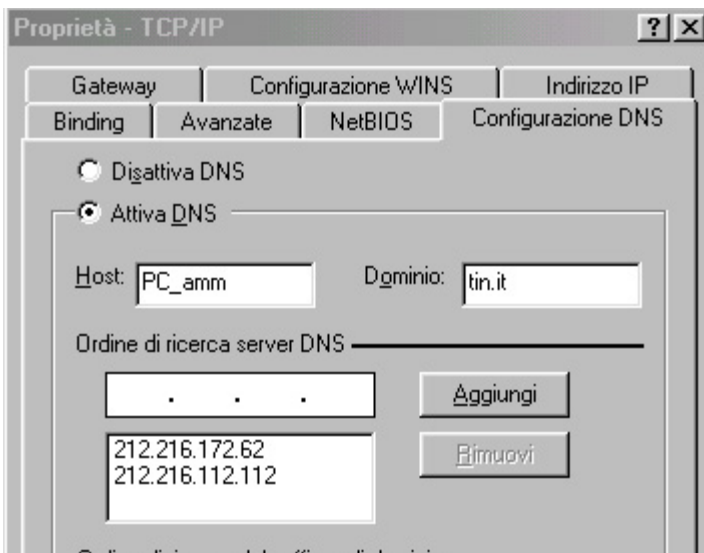 Proprietà - TCP/IP
Gateway
Configurazione WINS
Indirizzo IP
Binding
Avanzate
NetBIOS
Configurazione DNS
Disattiva DNS
Attiva DNS
Host: PC_amm
Dominio: tin.it
Ordine di ricerca server DNS
. . .
Aggiungi
212.216.172.62
212.216.112.112
Rimuovi